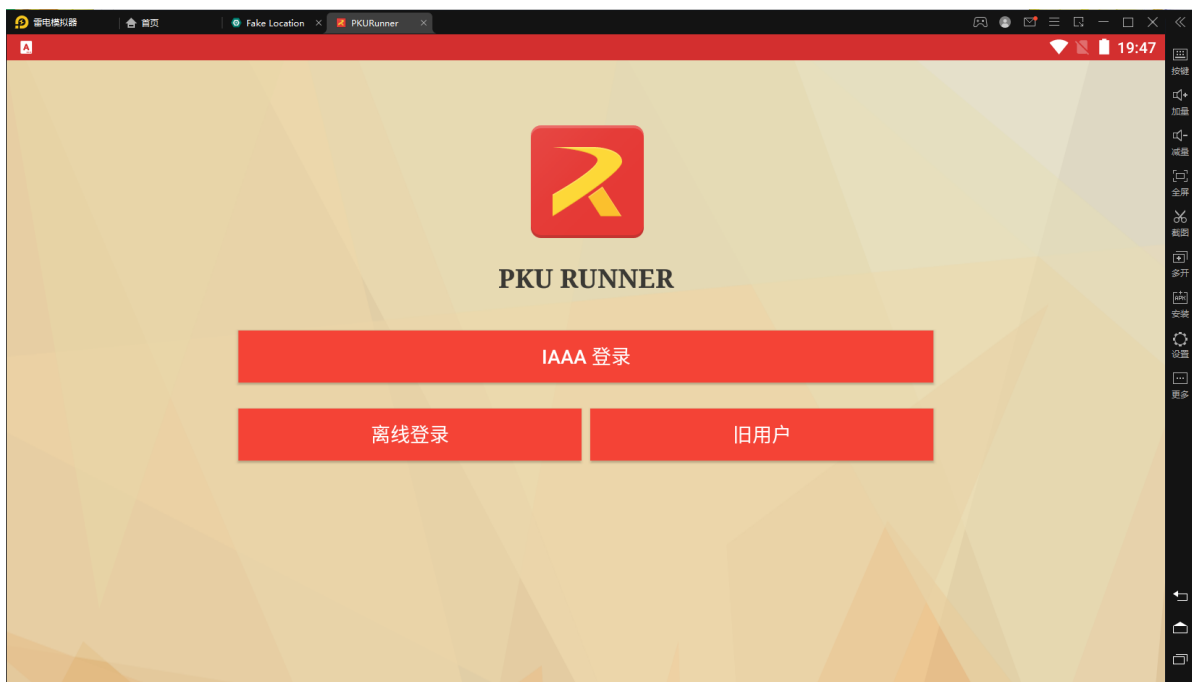 雷电模拟器 首页 Fake Location PKURunner
A 19:47
PKU RUNNER
IAAA 登录
离线登录 旧用户
按键
加量
减量
全屏
截图
多开
APK
安装
设置
更多